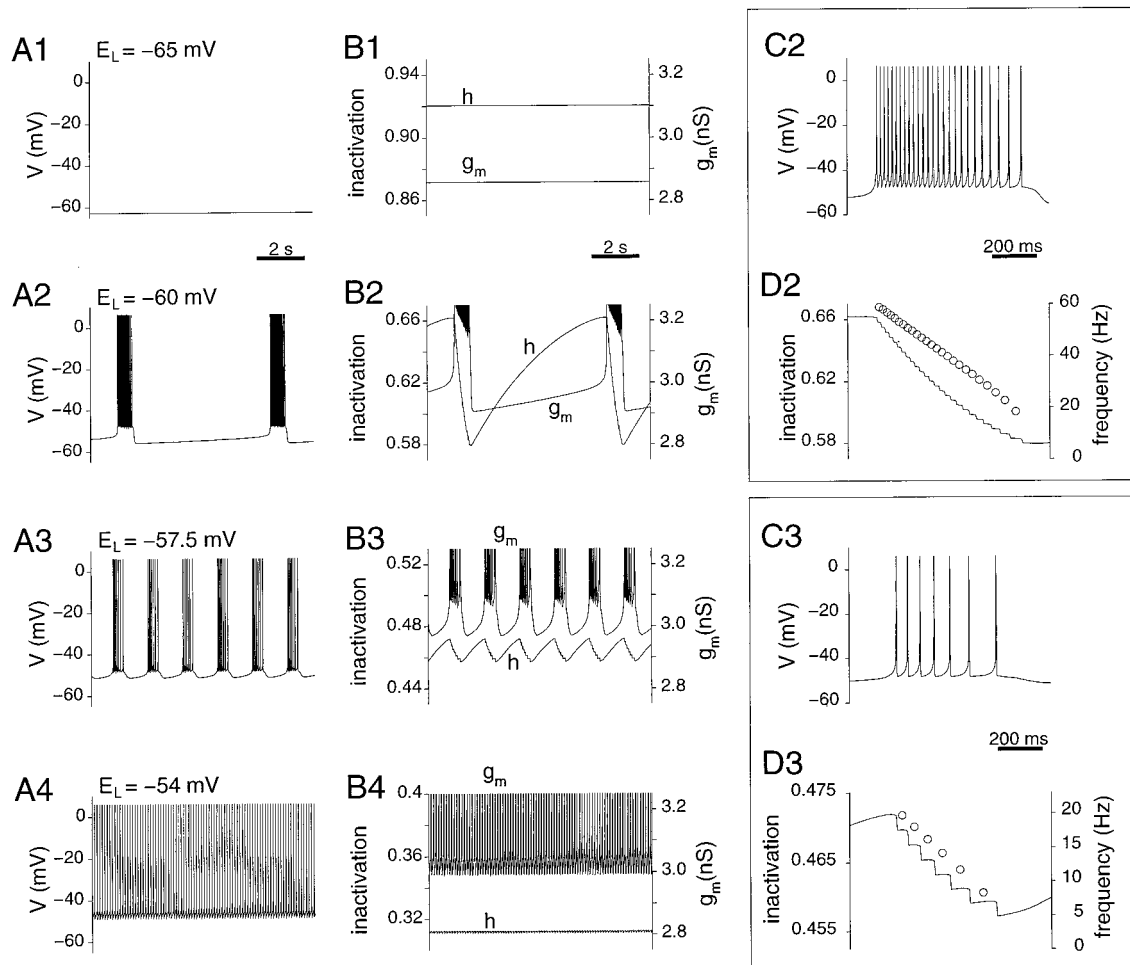 A1
E_L = −65 mV
V (mV)
0
−20
−40
−60
B1
inactivation
0.94
0.90
0.86
h
g_m
g_m(nS)
3.2
3.0
2.8
C2
V (mV)
0
−20
−40
−60
2 s
2 s
200 ms
A2
E_L = −60 mV
V (mV)
0
−20
−40
−60
B2
inactivation
0.66
0.62
0.58
h
g_m
g_m(nS)
3.2
3.0
2.8
D2
inactivation
0.66
0.62
0.58
frequency (Hz)
60
40
20
0
A3
E_L = −57.5 mV
V (mV)
0
−20
−40
−60
B3
inactivation
0.52
0.48
0.44
g_m
h
g_m(nS)
3.2
3.0
2.8
C3
V (mV)
0
−20
−40
−60
200 ms
A4
E_L = −54 mV
V (mV)
0
−20
−40
−60
B4
inactivation
0.4
0.36
0.32
g_m
h
g_m(nS)
3.2
3.0
2.8
D3
inactivation
0.475
0.465
0.455
frequency (Hz)
20
15
10
5
0